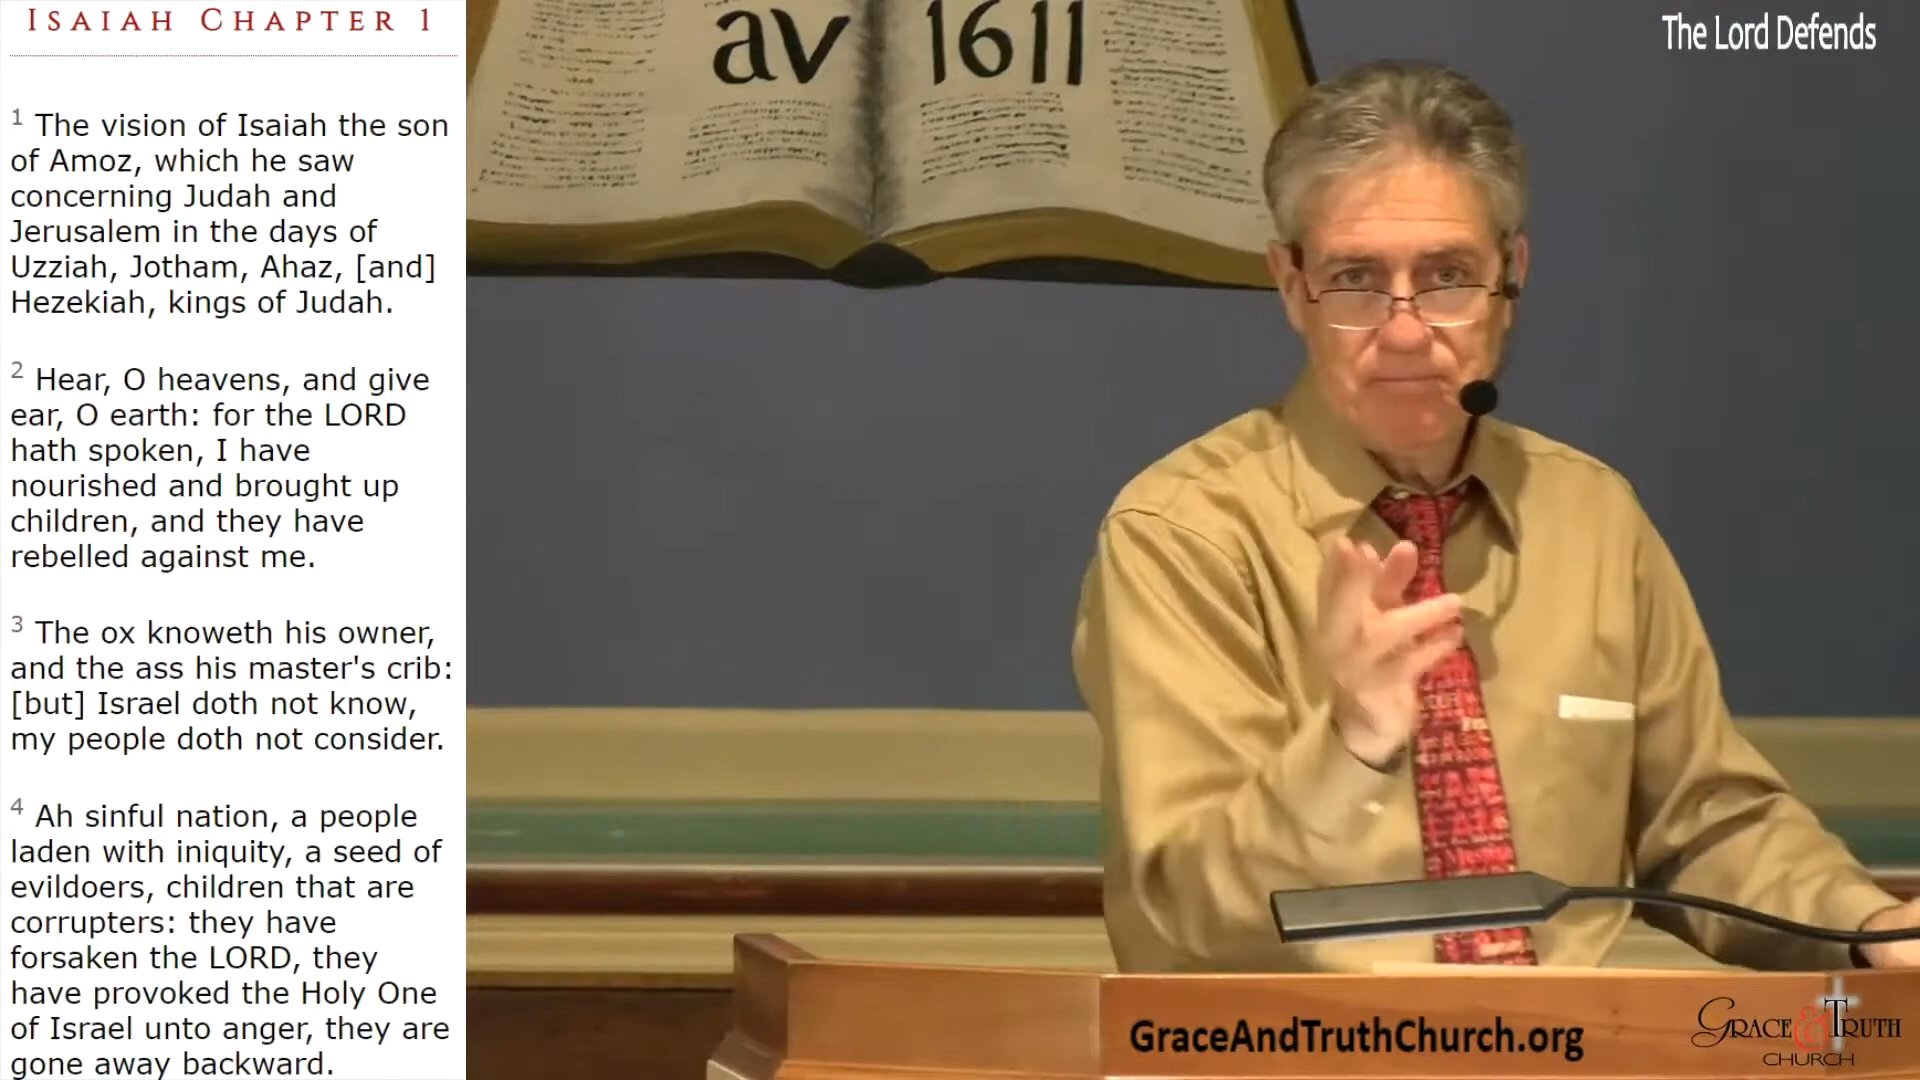 ISAIAH CHAPTER 1
1 The vision of Isaiah the son
of Amoz, which he saw
concerning Judah and
Jerusalem in the days of
Uzziah, Jotham, Ahaz, [and]
Hezekiah, kings of Judah.
2 Hear, O heavens, and give
ear, O earth: for the LORD
hath spoken, I have
nourished and brought up
children, and they have
rebelled against me.
3 The ox knoweth his owner,
and the ass his master's crib:
[but] Israel doth not know,
my people doth not consider.
4 Ah sinful nation, a people
laden with iniquity, a seed of
evildoers, children that are
corrupters: they have
forsaken the LORD, they
have provoked the Holy One
of Israel unto anger, they are
gone away backward.
av 1611
The Lord Defends
GraceAndTruthChurch.org
GRACE & TRUTH
CHURCH